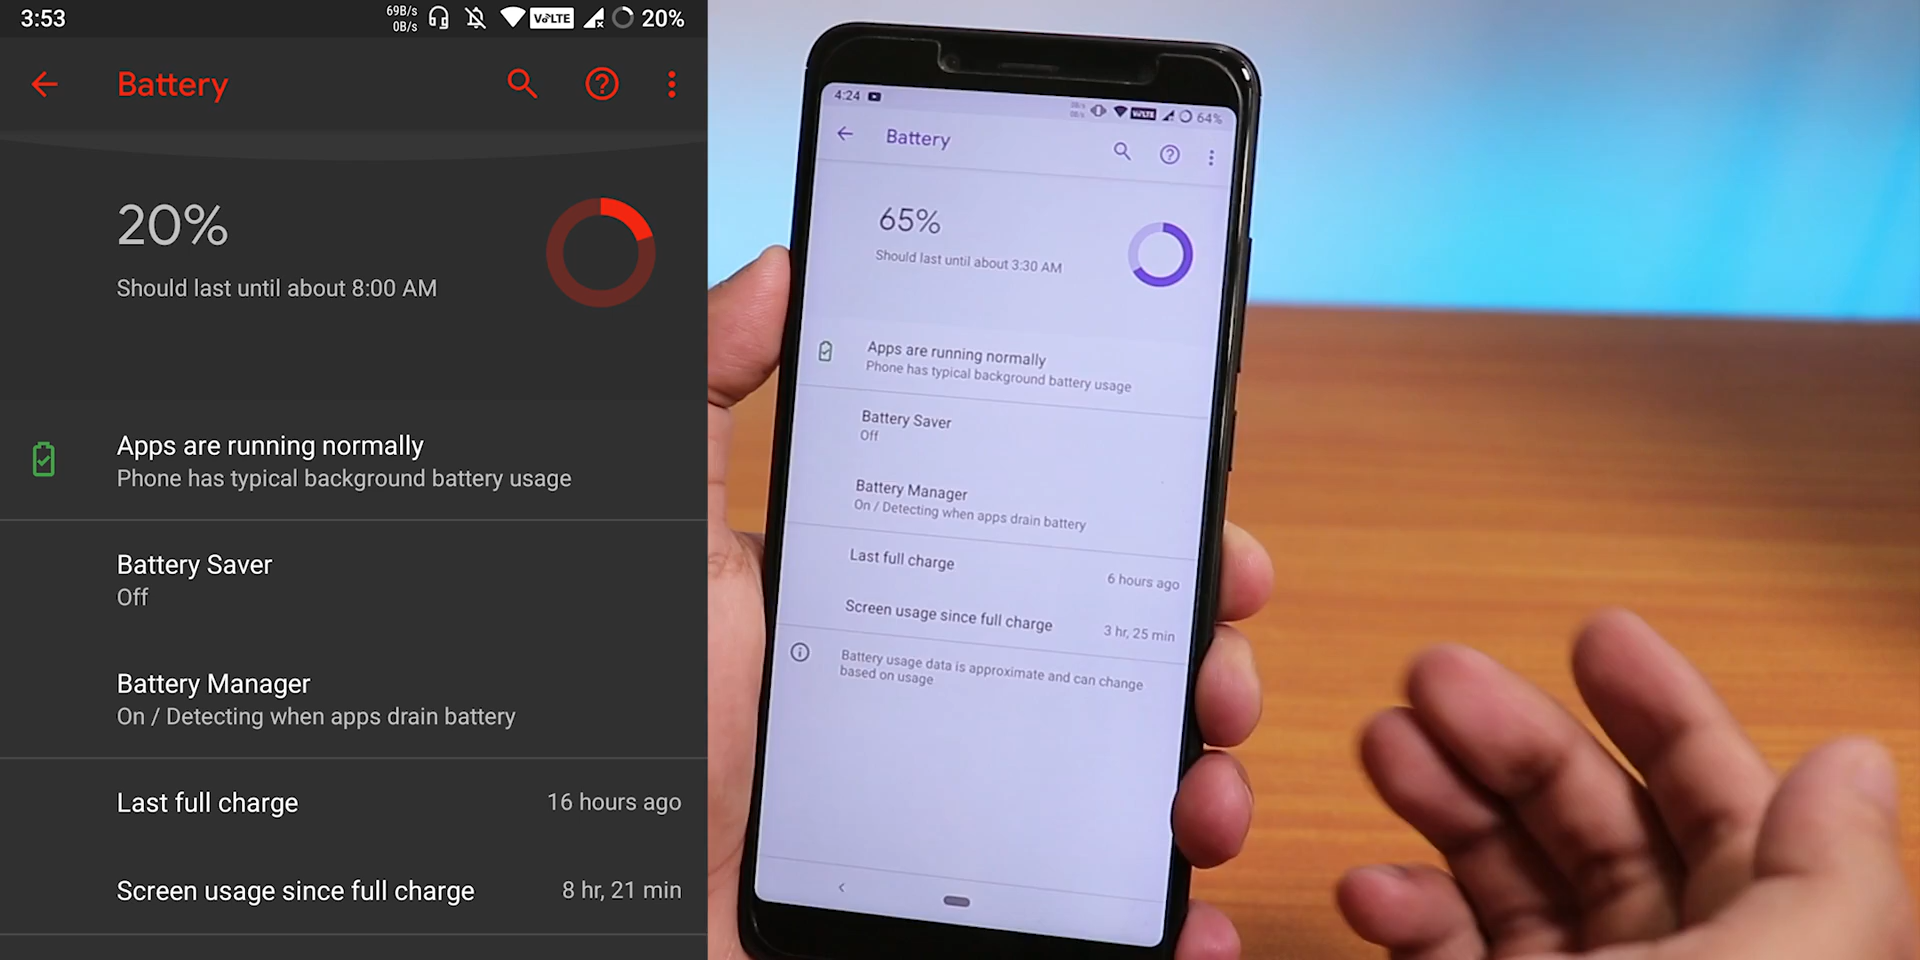 3:53
69B/s
0B/s
VoLTE
20%
Battery
20%
Should last until about 8:00 AM
Apps are running normally
Phone has typical background battery usage
Battery Saver
Off
Battery Manager
On / Detecting when apps drain battery
Last full charge
16 hours ago
Screen usage since full charge
8 hr, 21 min
4:24
0B/s
0B/s
VoLTE
64%
Battery
65%
Should last until about 3:30 AM
Apps are running normally
Phone has typical background battery usage
Battery Saver
Off
Battery Manager
On / Detecting when apps drain battery
Last full charge
6 hours ago
Screen usage since full charge
3 hr, 25 min
Battery usage data is approximate and can change
based on usage